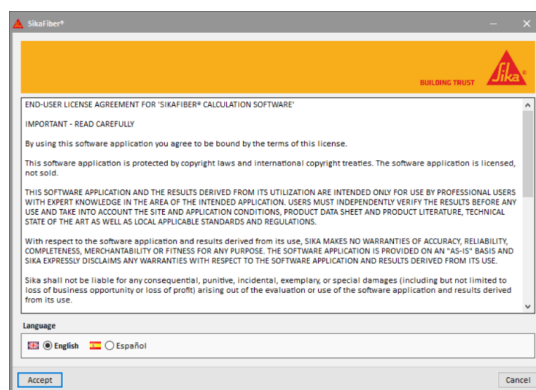 SikaFiber®
BUILDING TRUST
Sika®
END-USER LICENSE AGREEMENT FOR 'SIKAFIBER® CALCULATION SOFTWARE'
IMPORTANT - READ CAREFULLY
By using this software application you agree to be bound by the terms of this license.
This software application is protected by copyright laws and international copyright treaties. The software application is licensed,
not sold.
THIS SOFTWARE APPLICATION AND THE RESULTS DERIVED FROM ITS UTILIZATION ARE INTENDED ONLY FOR USE BY PROFESSIONAL USERS
WITH EXPERT KNOWLEDGE IN THE AREA OF THE INTENDED APPLICATION. USERS MUST INDEPENDENTLY VERIFY THE RESULTS BEFORE ANY
USE AND TAKE INTO ACCOUNT THE SITE AND APPLICATION CONDITIONS, PRODUCT DATA SHEET AND PRODUCT LITERATURE, TECHNICAL
STATE OF THE ART AS WELL AS LOCAL APPLICABLE STANDARDS AND REGULATIONS.
With respect to the software application and results derived from its use, SIKA MAKES NO WARRANTIES OF ACCURACY, RELIABILITY,
COMPLETENESS, MERCHANTABILITY OR FITNESS FOR ANY PURPOSE. THE SOFTWARE APPLICATION IS PROVIDED ON AN "AS-IS" BASIS AND
SIKA EXPRESSLY DISCLAIMS ANY WARRANTIES WITH RESPECT TO THE SOFTWARE APPLICATION AND RESULTS DERIVED FROM ITS USE.
Sika shall not be liable for any consequential, punitive, incidental, exemplary, or special damages (including but not limited to
loss of business opportunity or loss of profit) arising out of the evaluation or use of the software application and results derived
from its use.
Language
English Español
Accept Cancel